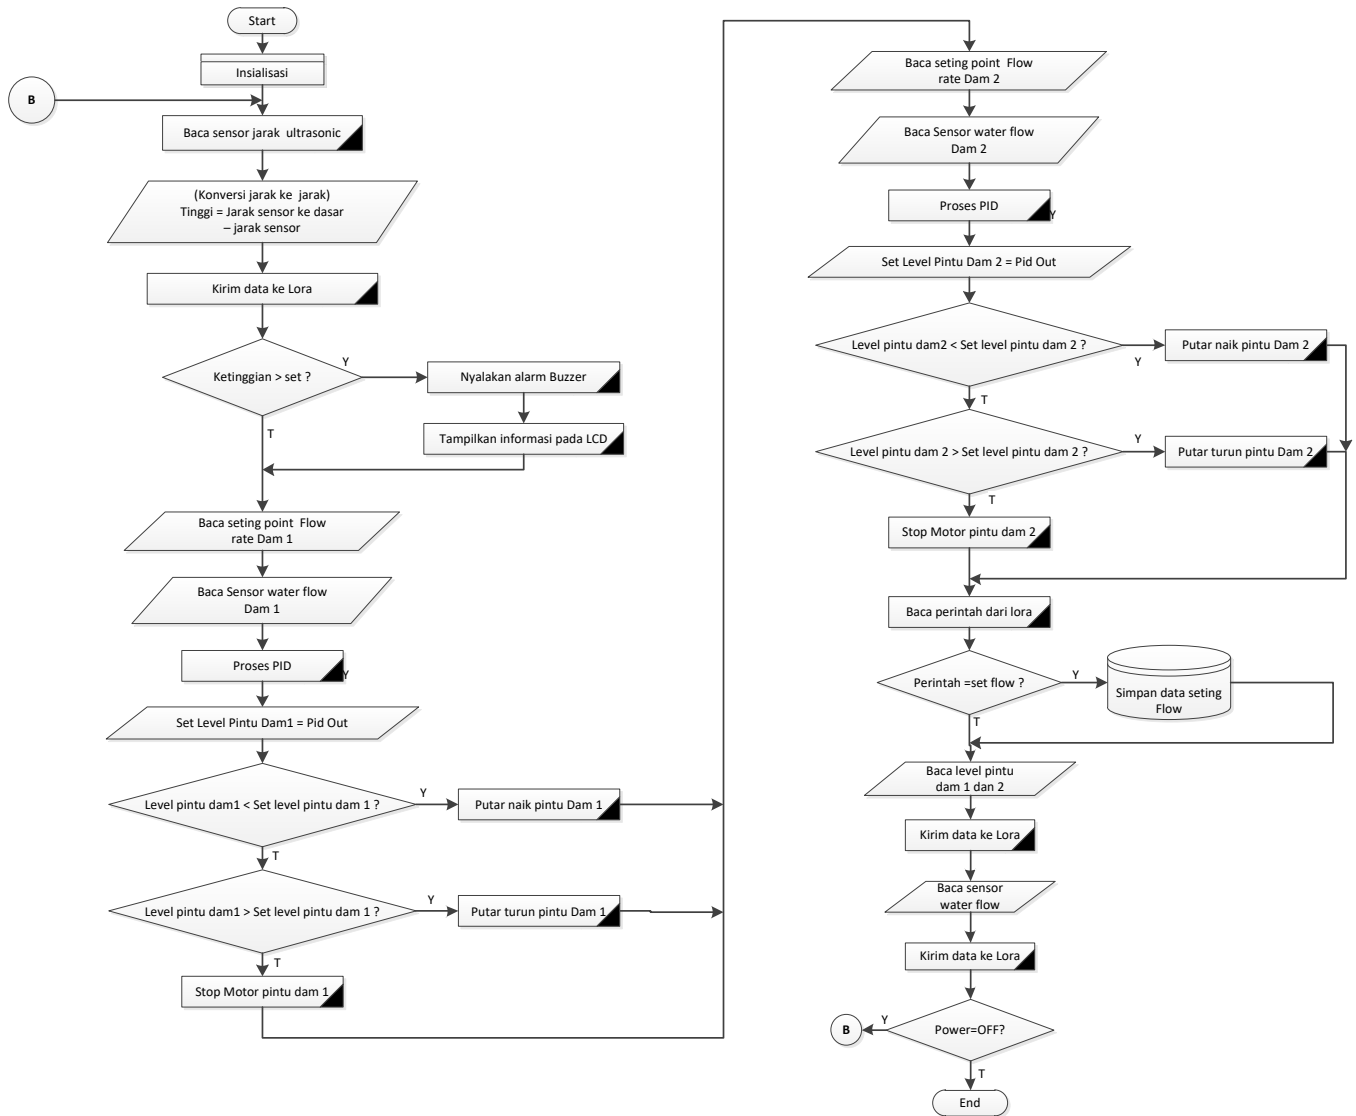 Start
Insialisasi
B
Baca sensor jarak ultrasonic
(Konversi jarak ke jarak)
Tinggi = Jarak sensor ke dasar
– jarak sensor
Kirim data ke Lora
Ketinggian > set ?
Y
Nyalakan alarm Buzzer
Tampilkan informasi pada LCD
T
Baca seting point Flow
rate Dam 1
Baca Sensor water flow
Dam 1
Proses PID
Y
Set Level Pintu Dam1 = Pid Out
Level pintu dam1 < Set level pintu dam 1 ?
Y
Putar naik pintu Dam 1
T
Level pintu dam1 > Set level pintu dam 1 ?
Y
Putar turun pintu Dam 1
T
Stop Motor pintu dam 1
Baca seting point Flow
rate Dam 2
Baca Sensor water flow
Dam 2
Proses PID
Y
Set Level Pintu Dam 2 = Pid Out
Level pintu dam2 < Set level pintu dam 2 ?
Y
Putar naik pintu Dam 2
T
Level pintu dam 2 > Set level pintu dam 2 ?
Y
Putar turun pintu Dam 2
T
Stop Motor pintu dam 2
Baca perintah dari lora
Perintah =set flow ?
Y
Simpan data seting
Flow
T
Baca level pintu
dam 1 dan 2
Kirim data ke Lora
Baca sensor
water flow
Kirim data ke Lora
Power=OFF?
Y
B
T
End